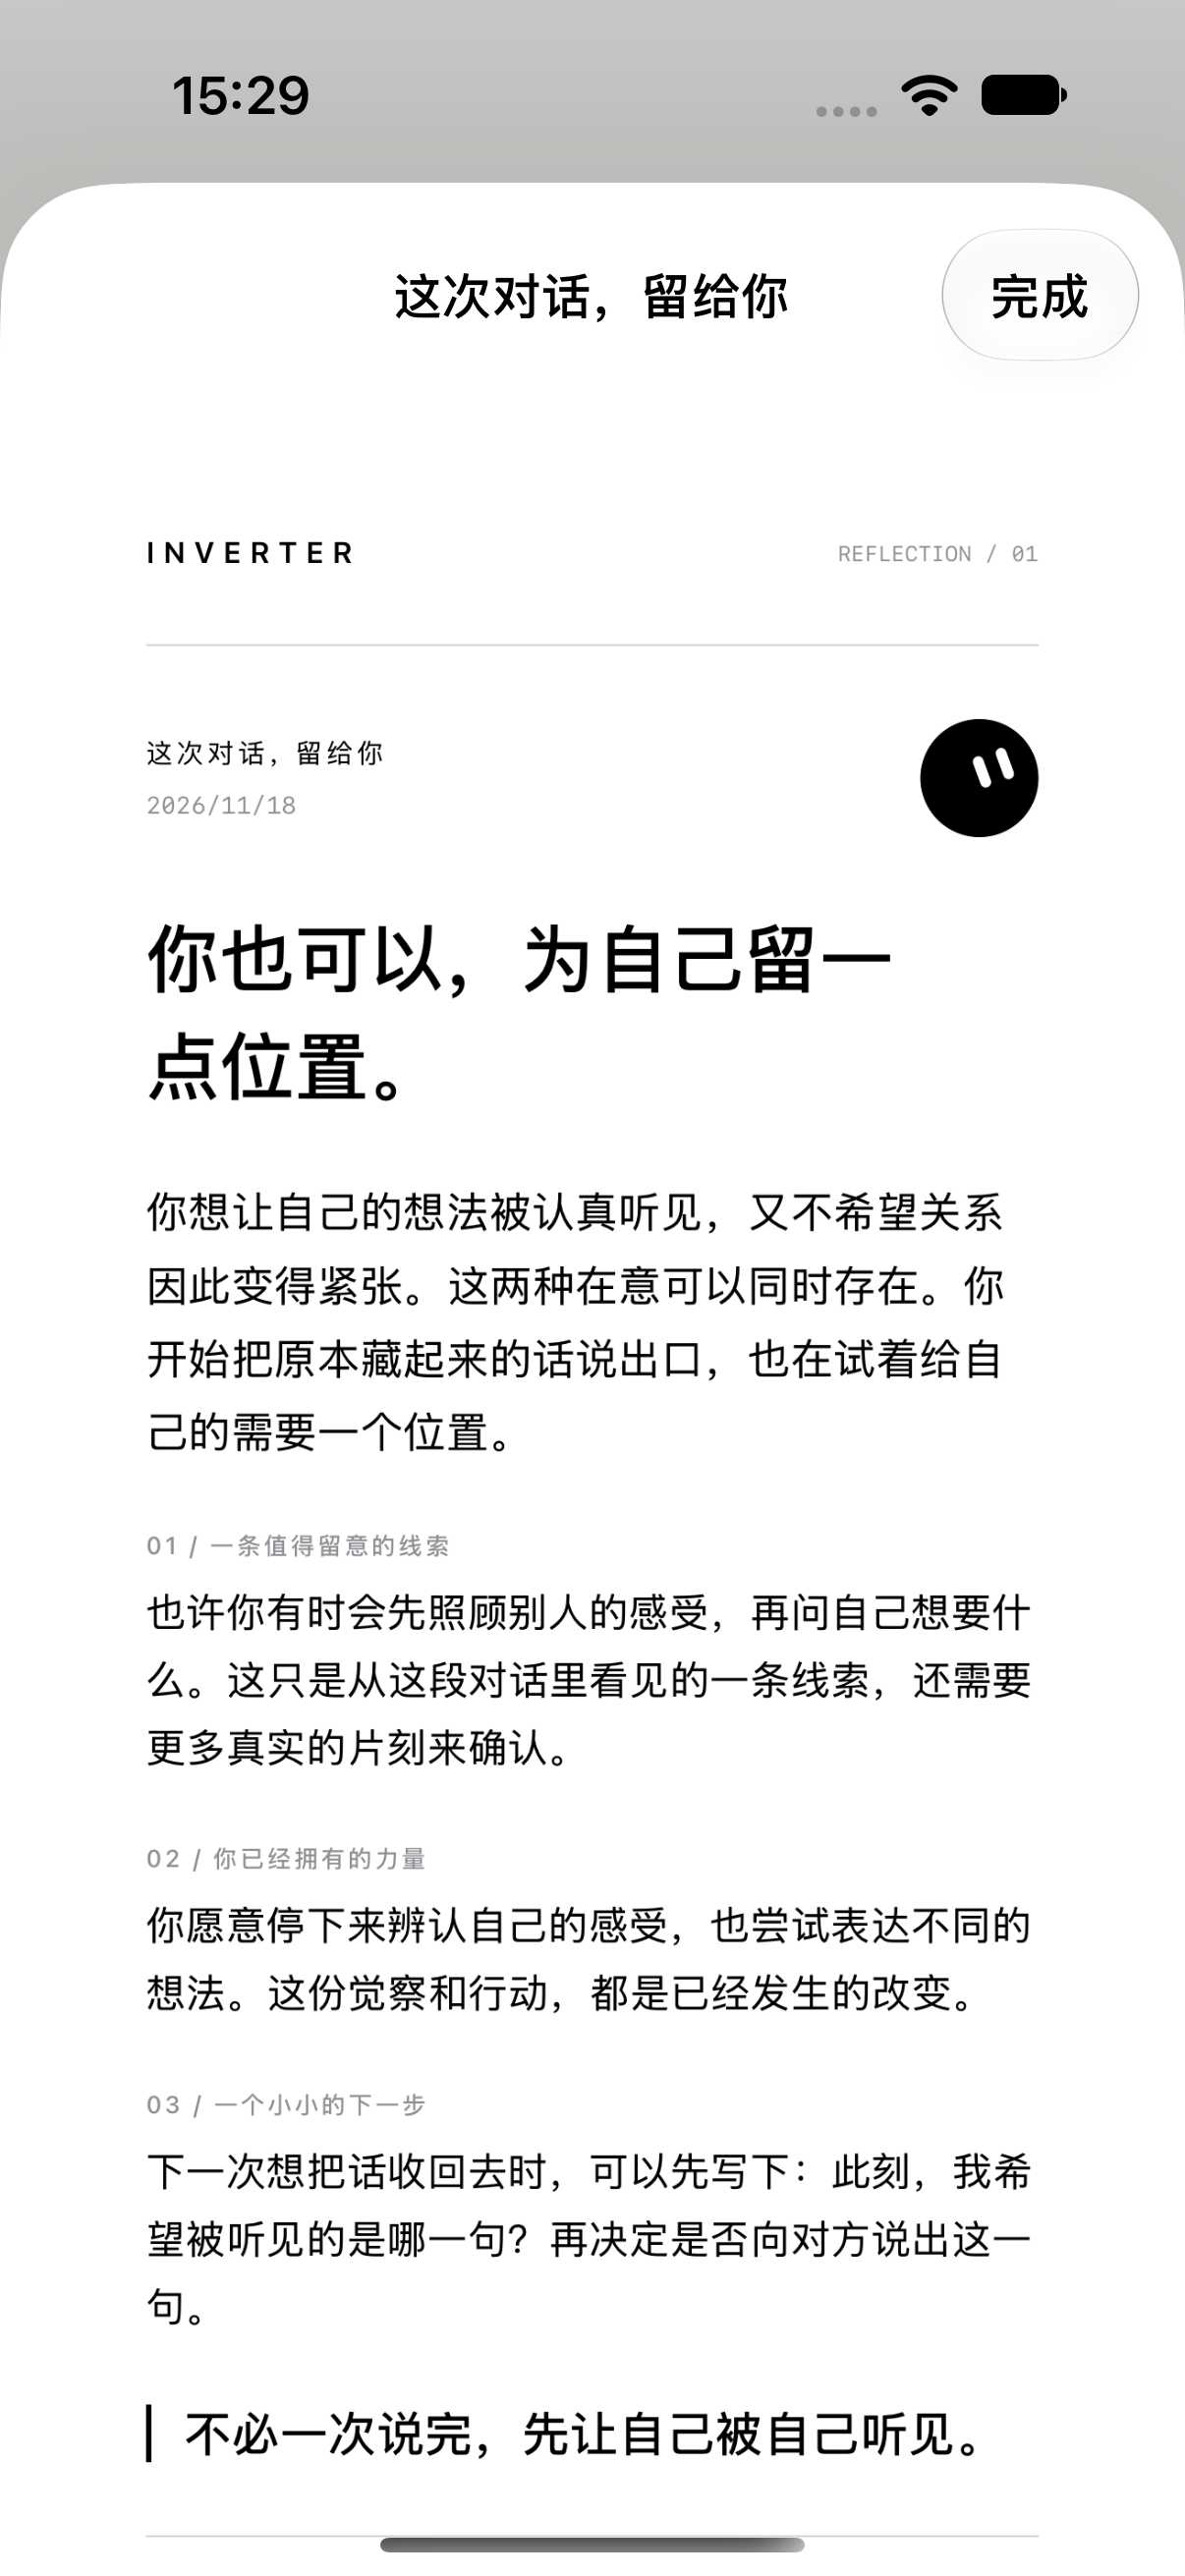 15:29
这次对话，留给你
完成
INVERTER
REFLECTION / 01
这次对话，留给你
2026/11/18
你也可以，为自己留一
点位置。
你想让自己的想法被认真听见，又不希望关系
因此变得紧张。这两种在意可以同时存在。你
开始把原本藏起来的话说出口，也在试着给自
己的需要一个位置。
01 / 一条值得留意的线索
也许你有时会先照顾别人的感受，再问自己想要什
么。这只是从这段对话里看见的一条线索，还需要
更多真实的片刻来确认。
02 / 你已经拥有的力量
你愿意停下来辨认自己的感受，也尝试表达不同的
想法。这份觉察和行动，都是已经发生的改变。
03 / 一个小小的下一步
下一次想把话收回去时，可以先写下：此刻，我希
望被听见的是哪一句？再决定是否向对方说出这一
句。
不必一次说完，先让自己被自己听见。